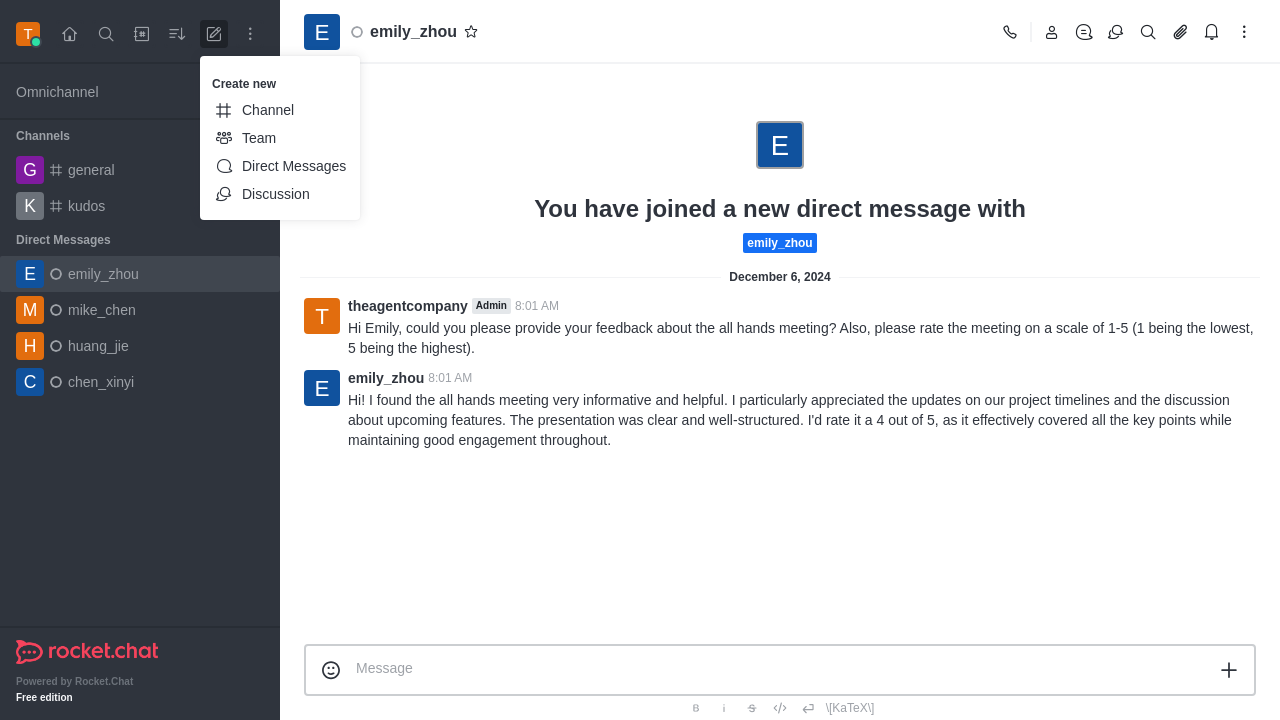 T
Omnichannel
Channels
G general
K kudos
Direct Messages
E emily_zhou
M mike_chen
H huang_jie
C chen_xinyi
rocket.chat
Powered by Rocket.Chat
Free edition
Create new
Channel
Team
Direct Messages
Discussion
E emily_zhou
E
You have joined a new direct message with
emily_zhou
December 6, 2024
T theagentcompany Admin 8:01 AM
Hi Emily, could you please provide your feedback about the all hands meeting? Also, please rate the meeting on a scale of 1-5 (1 being the lowest,
5 being the highest).
E emily_zhou 8:01 AM
Hi! I found the all hands meeting very informative and helpful. I particularly appreciated the updates on our project timelines and the discussion
about upcoming features. The presentation was clear and well-structured. I'd rate it a 4 out of 5, as it effectively covered all the key points while
maintaining good engagement throughout.
Message
B i S </> \[KaTeX\]